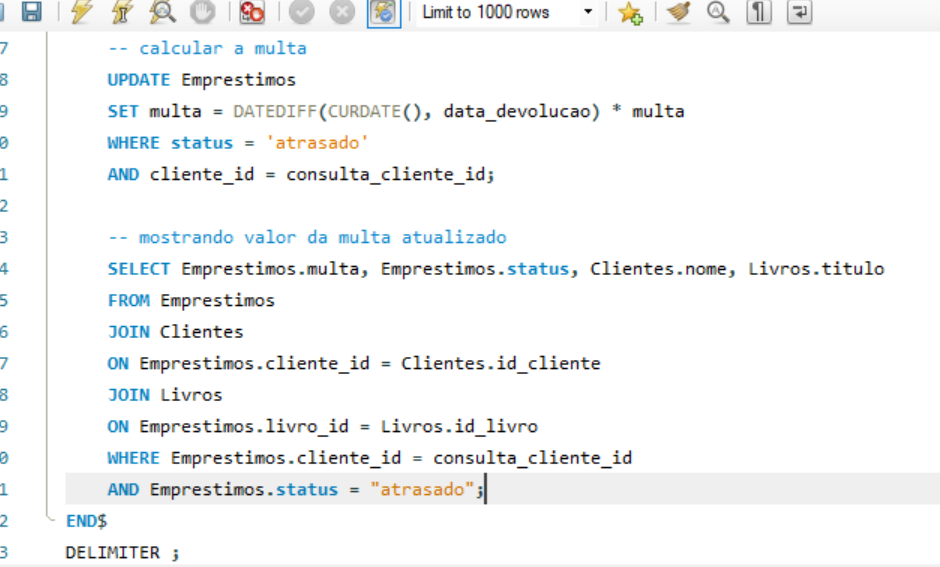 Limit to 1000 rows
7 -- calcular a multa
8 UPDATE Emprestimos
9 SET multa = DATEDIFF(CURDATE(), data_devolucao) * multa
0 WHERE status = 'atrasado'
1 AND cliente_id = consulta_cliente_id;
2
3 -- mostrando valor da multa atualizado
4 SELECT Emprestimos.multa, Emprestimos.status, Clientes.nome, Livros.titulo
5 FROM Emprestimos
6 JOIN Clientes
7 ON Emprestimos.cliente_id = Clientes.id_cliente
8 JOIN Livros
9 ON Emprestimos.livro_id = Livros.id_livro
0 WHERE Emprestimos.cliente_id = consulta_cliente_id
1 AND Emprestimos.status = "atrasado";
2 END$
3 DELIMITER ;